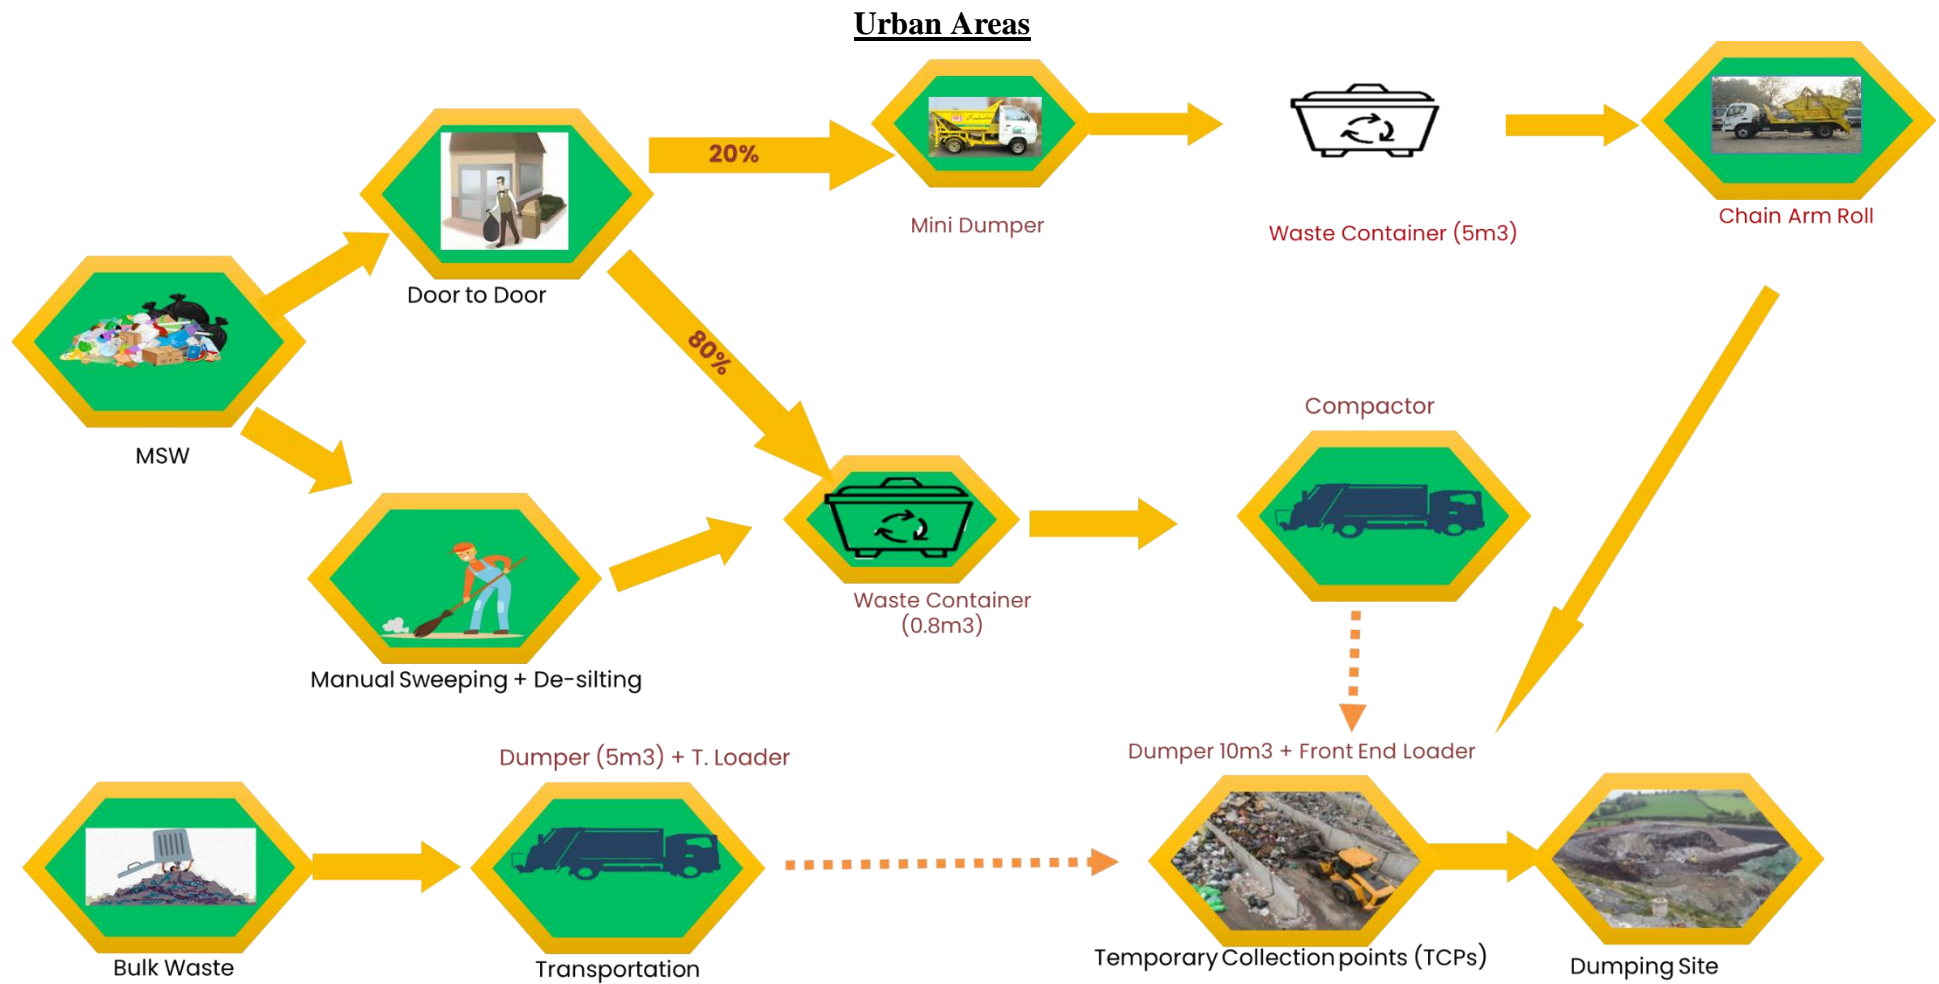 Urban Areas
20%
Mini Dumper
Waste Container (5m3)
Chain Arm Roll
Door to Door
80%
MSW
Compactor
Waste Container
(0.8m3)
Manual Sweeping + De-silting
Dumper (5m3) + T. Loader
Dumper 10m3 + Front End Loader
Bulk Waste
Transportation
Temporary Collection points (TCPs)
Dumping Site